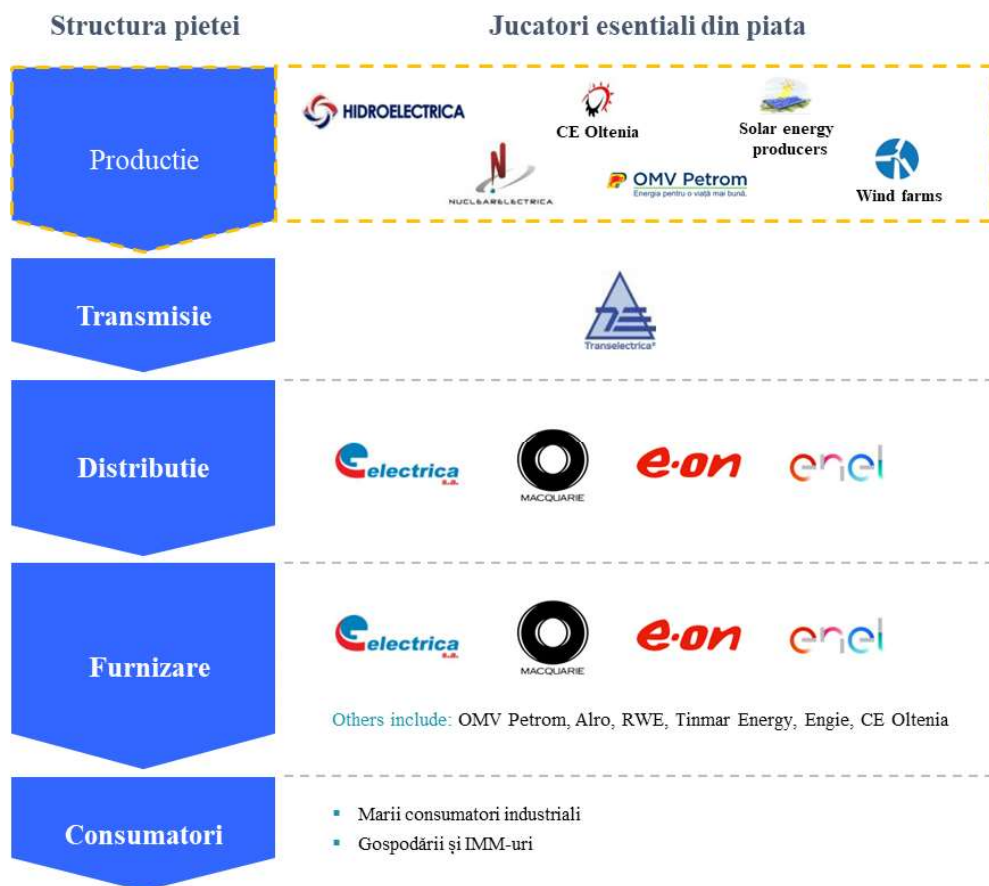 Structura pietei
Jucatori esentiali din piata
Productie
HIDROELECTRICA
CE Oltenia
Solar energy
producers
NUCLEARELECTRICA
OMV Petrom
Energia pentru o viață mai bună.
Wind farms
Transmisie
Transelectrica®
Distributie
electrica
s.a.
MACQUARIE
e·on
enel
Furnizare
electrica
s.a.
MACQUARIE
e·on
enel
Others include: OMV Petrom, Alro, RWE, Tinmar Energy, Engie, CE Oltenia
Consumatori
▪ Marii consumatori industriali
▪ Gospodării și IMM-uri